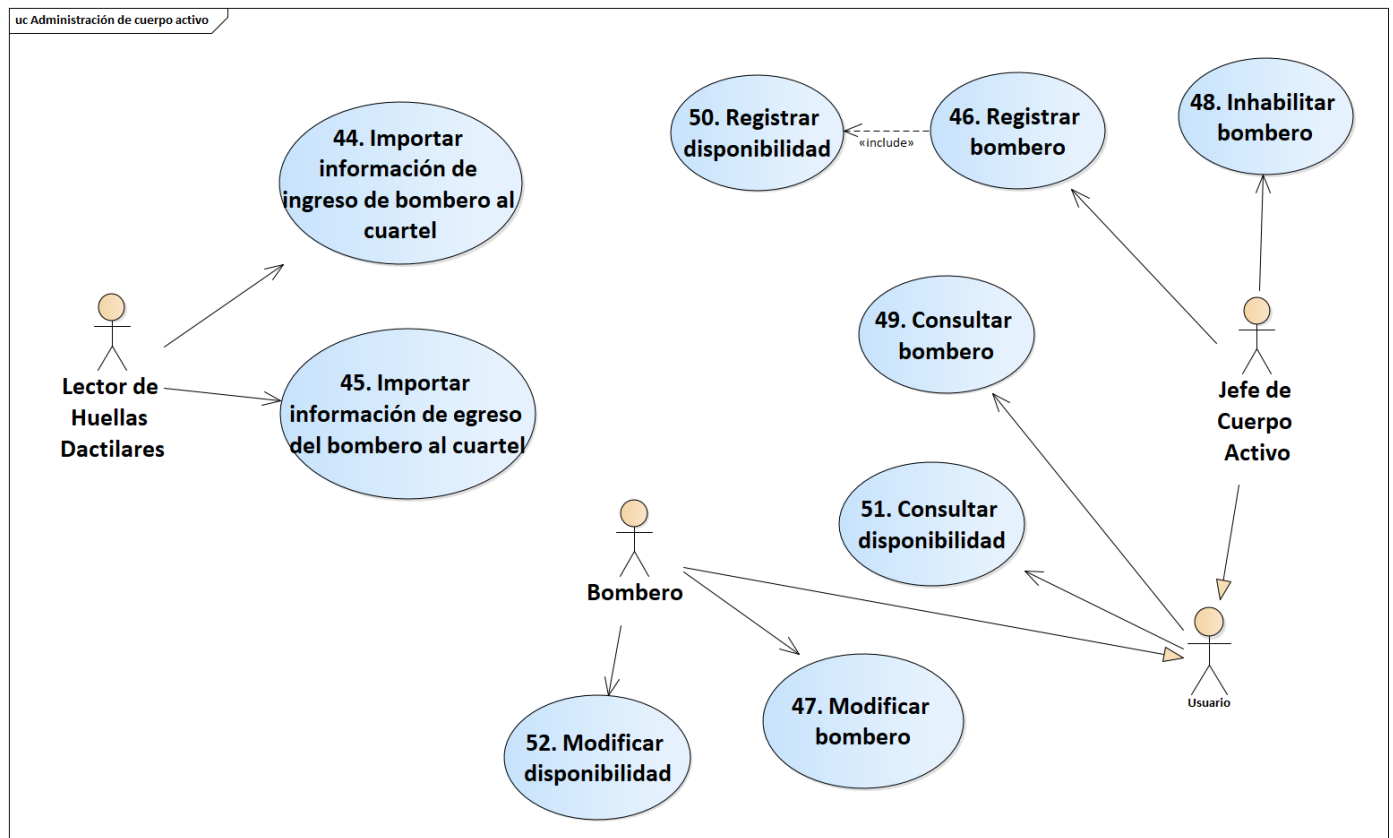 uc Administración de cuerpo activo
44. Importar
información de
ingreso de bombero al
cuartel
50. Registrar
disponibilidad
«include»
46. Registrar
bombero
48. Inhabilitar
bombero
49. Consultar
bombero
Lector de
Huellas
Dactilares
45. Importar
información de egreso
del bombero al cuartel
Jefe de
Cuerpo
Activo
51. Consultar
disponibilidad
Bombero
Usuario
47. Modificar
bombero
52. Modificar
disponibilidad